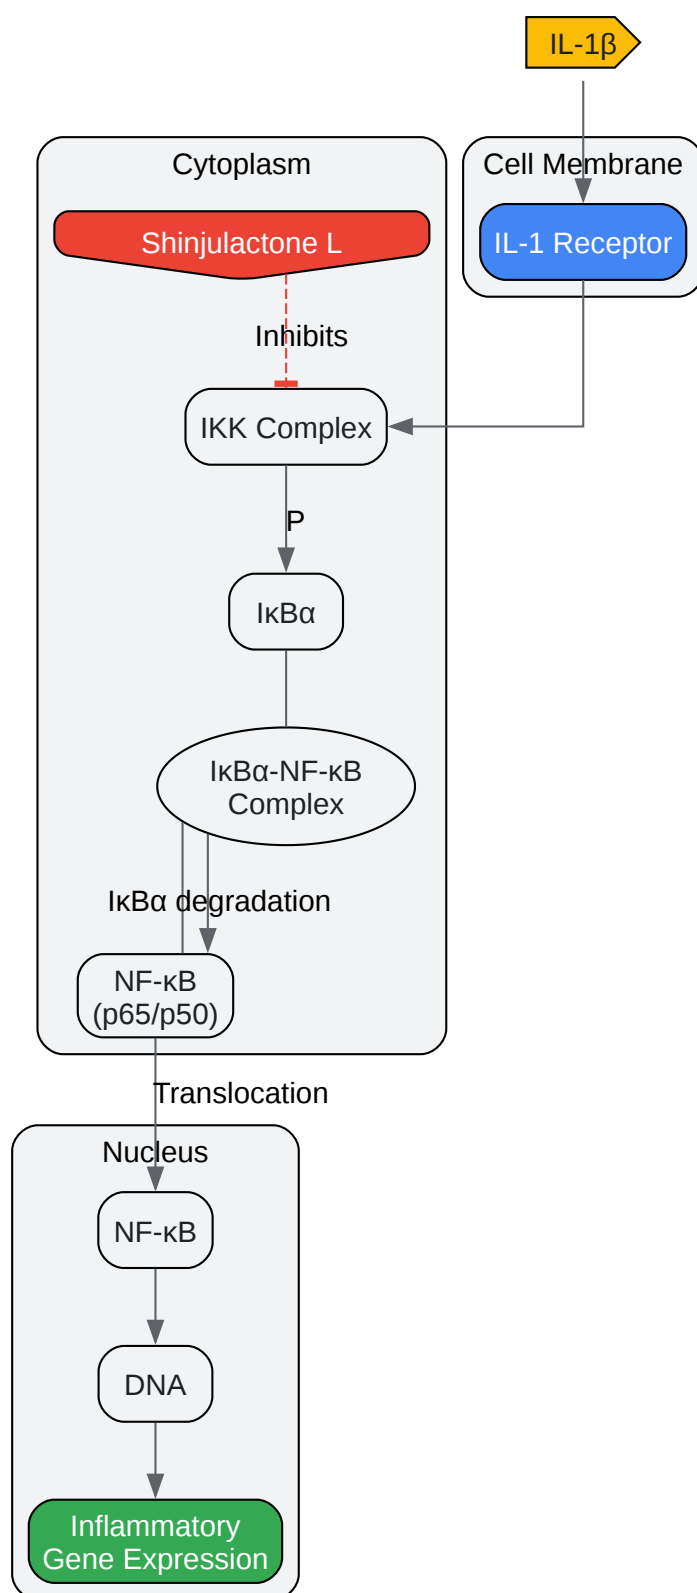 IL-1β
Cytoplasm
Cell Membrane
Shinjulactone L
IL-1 Receptor
Inhibits
IKK Complex
P
IκBα
IκBα-NF-κB
Complex
IκBα degradation
NF-κB
(p65/p50)
Translocation
Nucleus
NF-κB
DNA
Inflammatory
Gene Expression